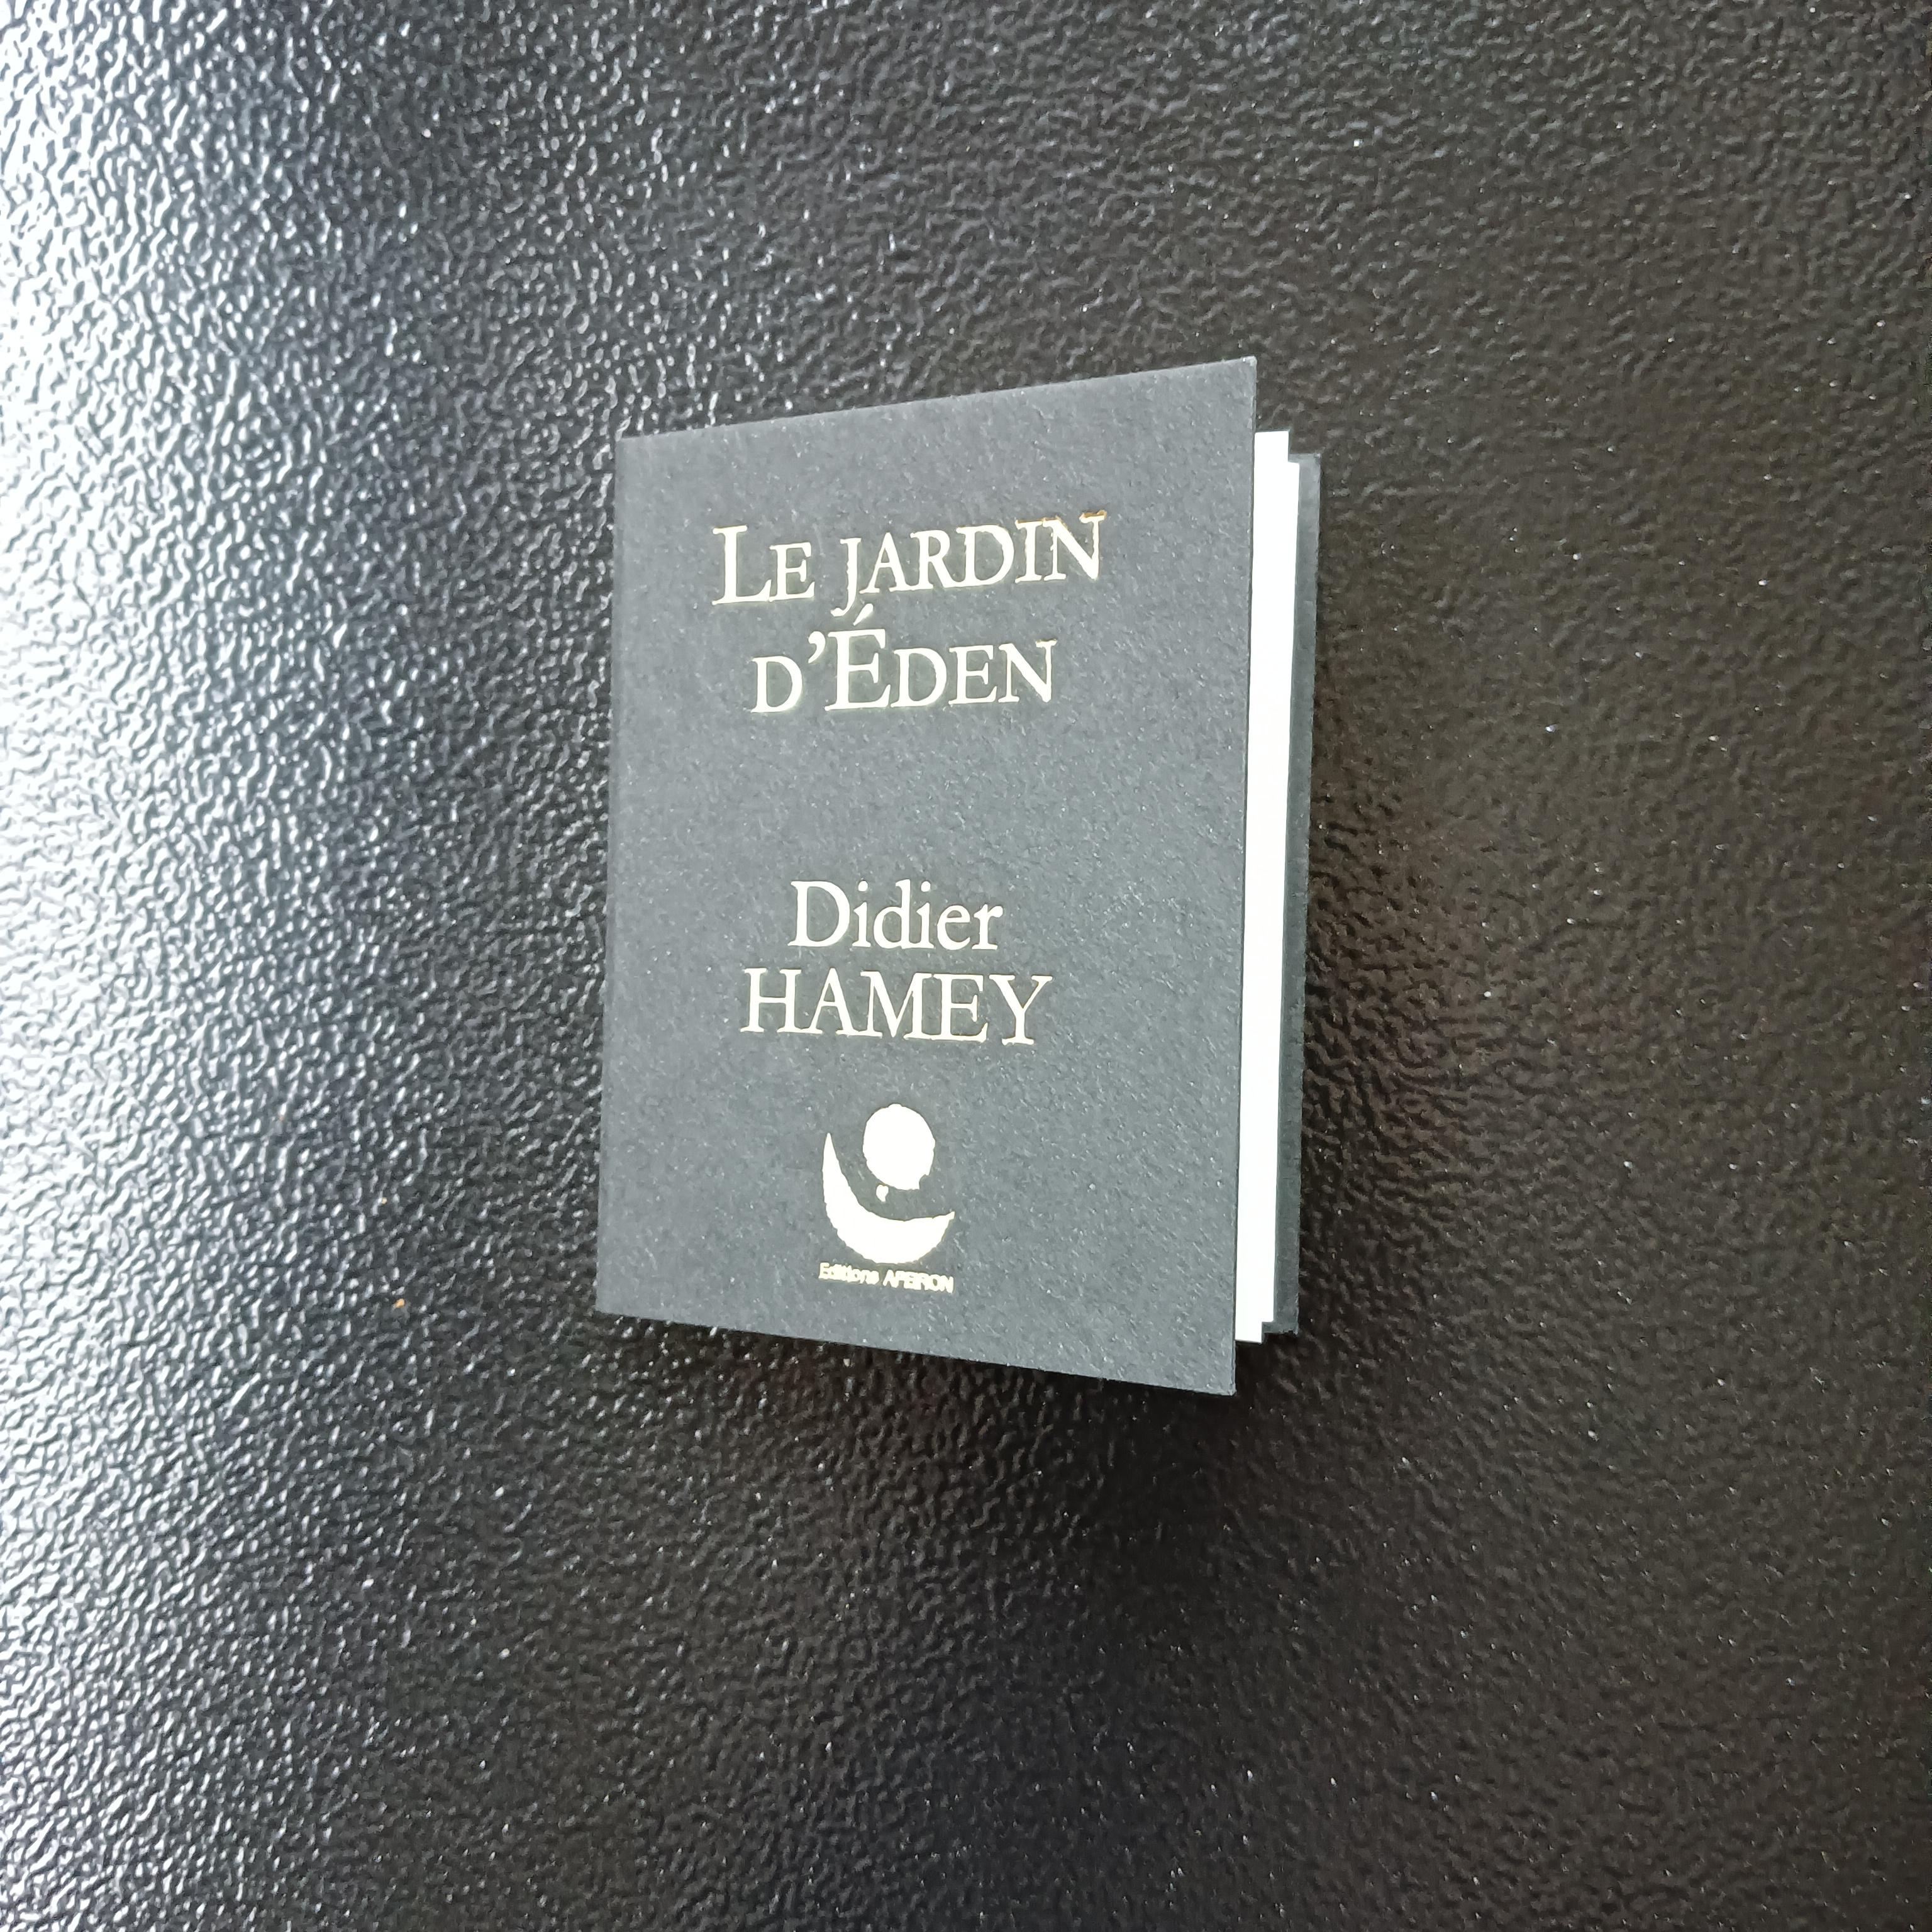 LE JARDIN
D'ÉDEN
Didier
HAMEY
Editions APEIRON